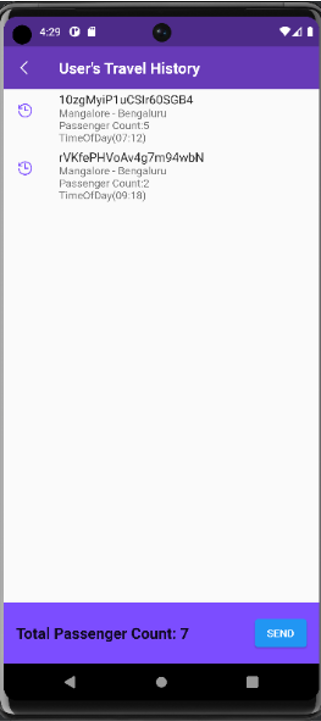 4:29
User's Travel History
10zgMyiP1uCSIr60SGB4
Mangalore - Bengaluru
Passenger Count:5
TimeOfDay(07:12)
rVKfePHVoAv4g7m94wbN
Mangalore - Bengaluru
Passenger Count:2
TimeOfDay(09:18)
Total Passenger Count: 7
SEND